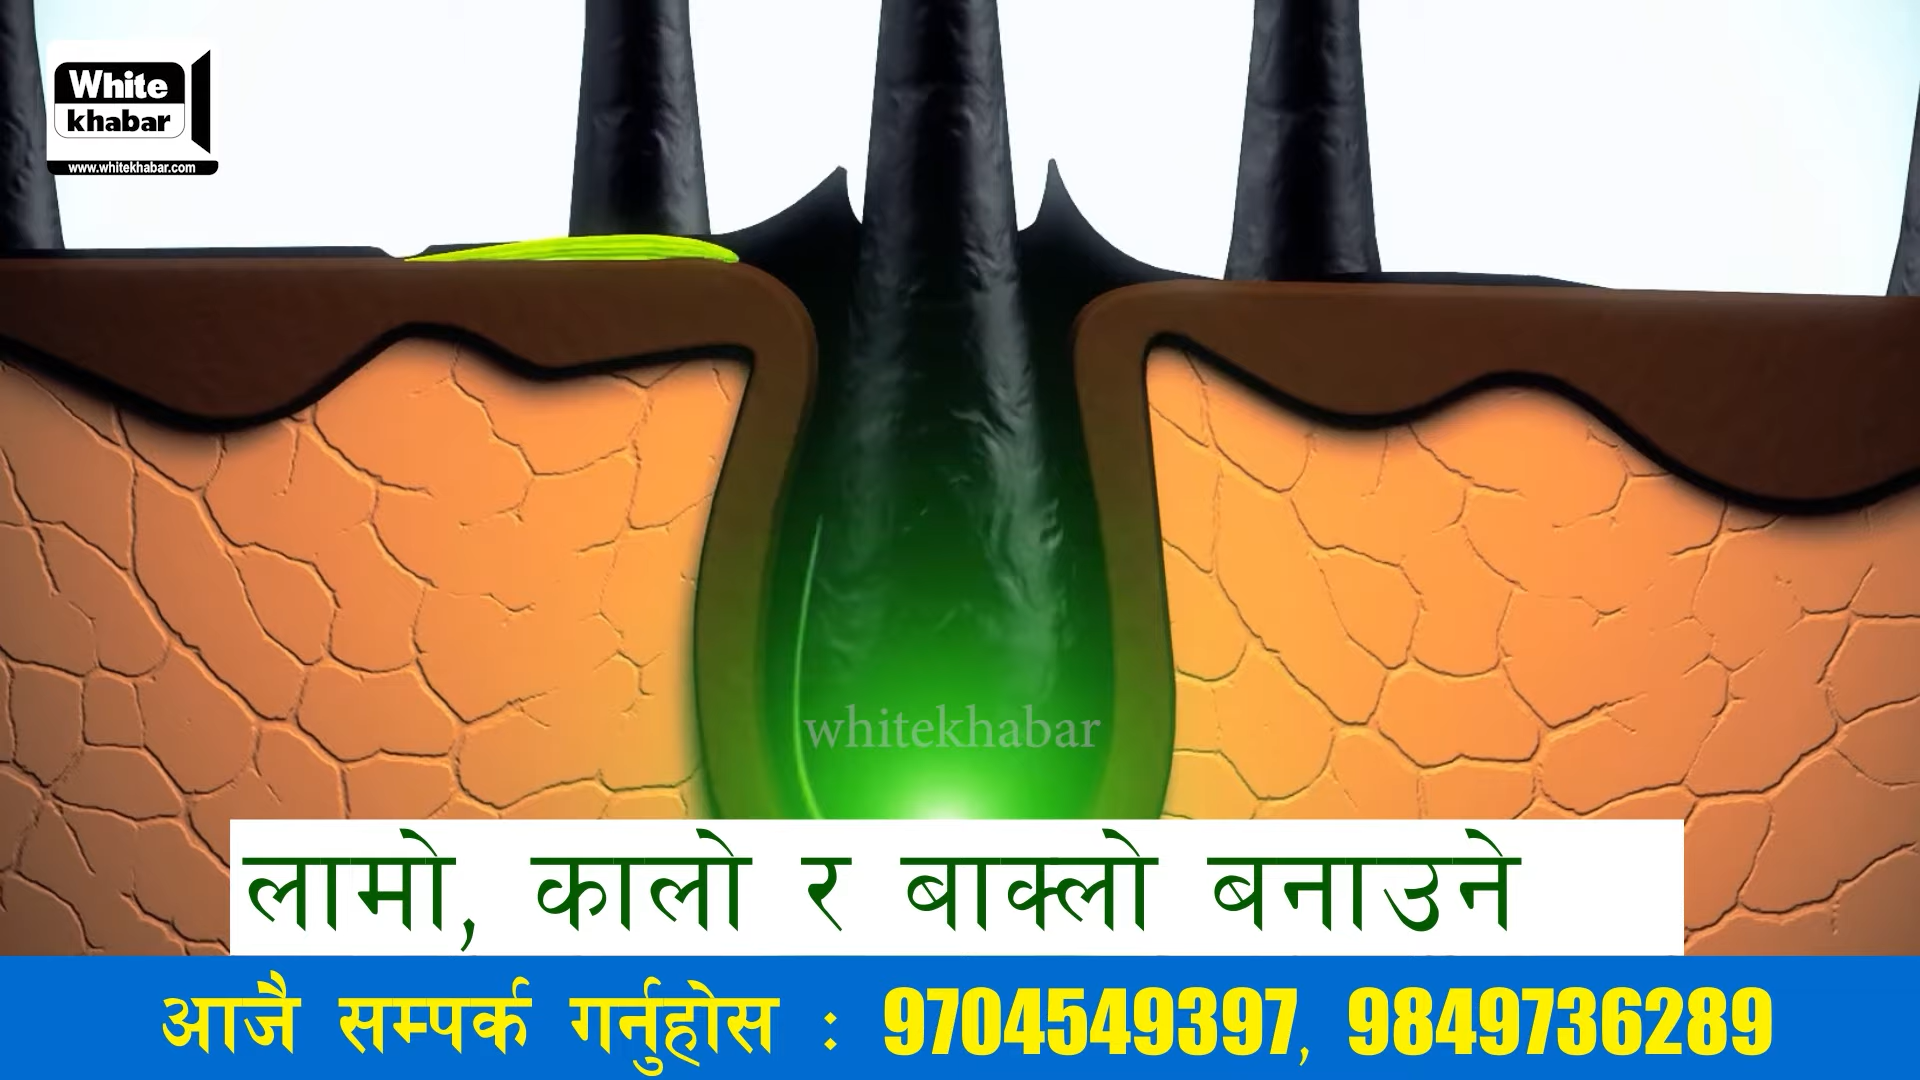 White
khabar
www.whitekhabar.com
whitekhabar
लामो, कालो र बाक्लो बनाउने
आजै सम्पर्क गर्नुहोस : 9704549397, 9849736289